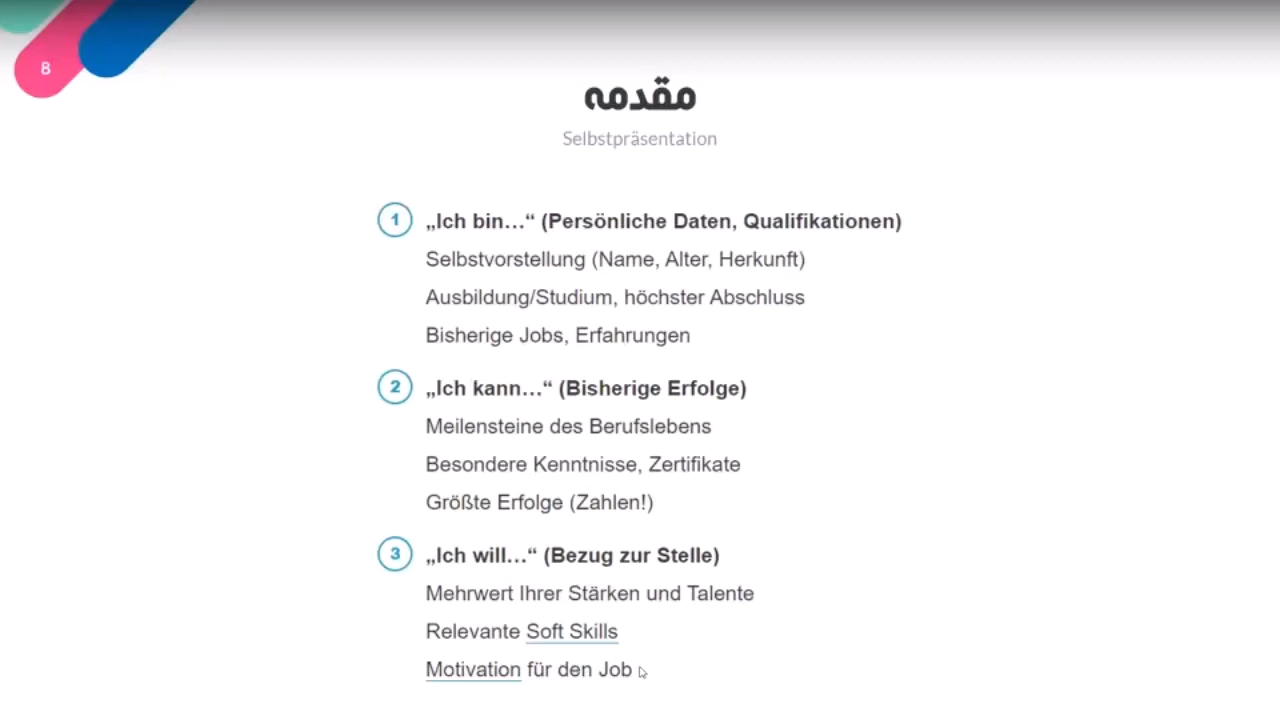 8
مقدمه
Selbstpräsentation
1 „Ich bin…“ (Persönliche Daten, Qualifikationen)
Selbstvorstellung (Name, Alter, Herkunft)
Ausbildung/Studium, höchster Abschluss
Bisherige Jobs, Erfahrungen
2 „Ich kann…“ (Bisherige Erfolge)
Meilensteine des Berufslebens
Besondere Kenntnisse, Zertifikate
Größte Erfolge (Zahlen!)
3 „Ich will…“ (Bezug zur Stelle)
Mehrwert Ihrer Stärken und Talente
Relevante Soft Skills
Motivation für den Job